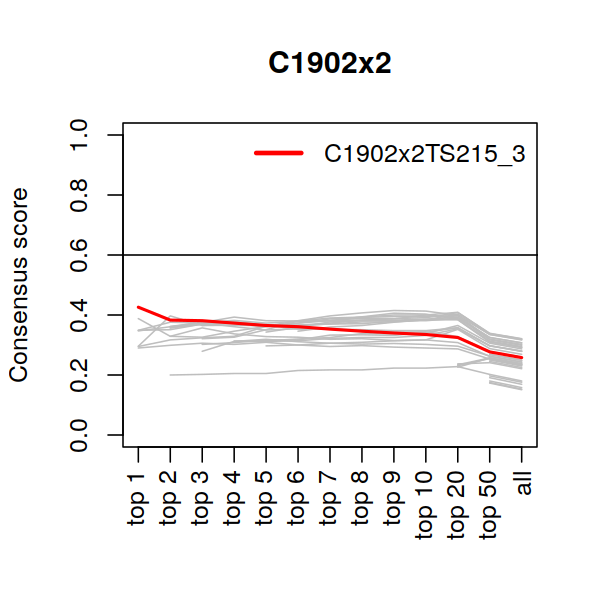 C1902x2
C1902x2TS215_3
Consensus score
1.0
0.8
0.6
0.4
0.2
0.0
top 1
top 2
top 3
top 4
top 5
top 6
top 7
top 8
top 9
top 10
top 20
top 50
all